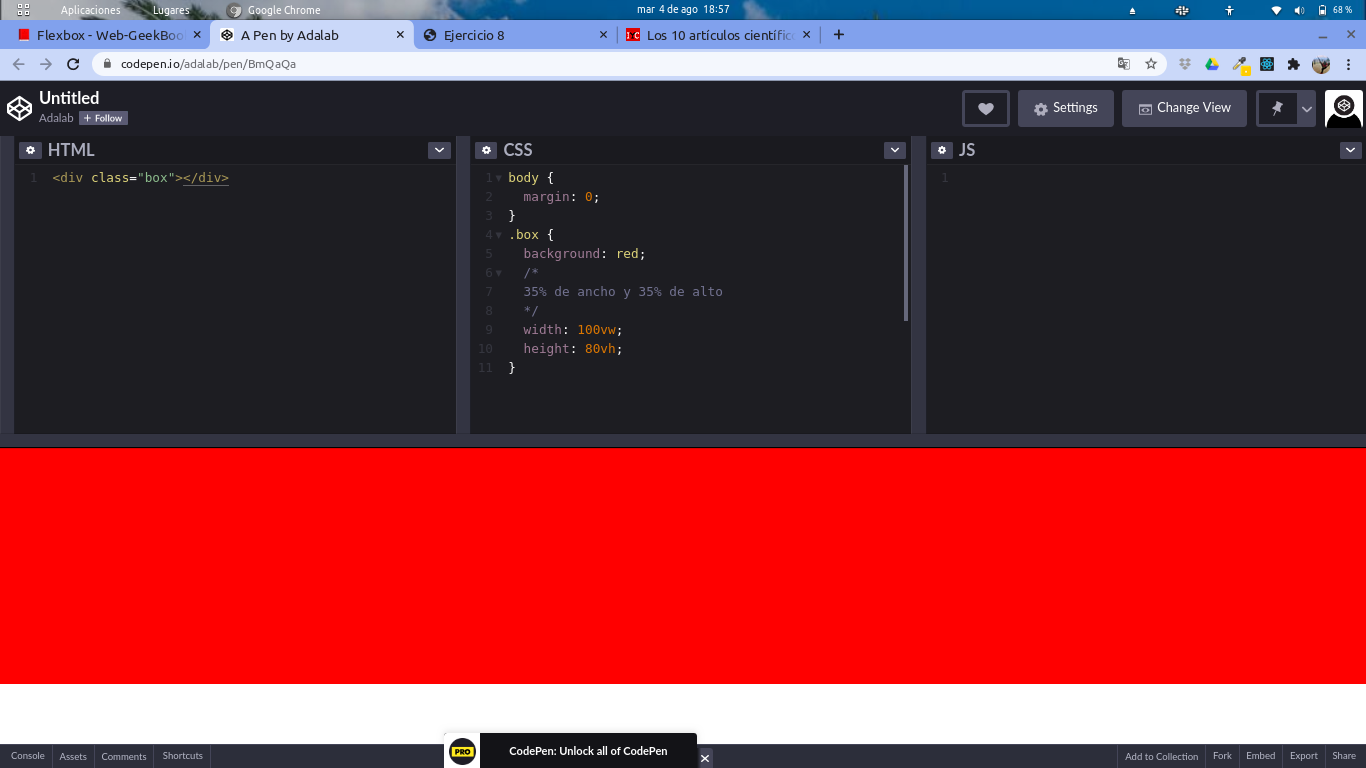 Aplicaciones Lugares Google Chrome mar 4 de ago 18:57 68 %
Flexbox - Web-GeekBoo A Pen by Adalab Ejercicio 8 Los 10 artículos científic
codepen.io/adalab/pen/BmQaQa
Untitled
Adalab + Follow
Settings Change View
HTML
1 <div class="box"></div>
CSS
1 body {
2 margin: 0;
3 }
4 .box {
5 background: red;
6 /*
7 35% de ancho y 35% de alto
8 */
9 width: 100vw;
10 height: 80vh;
11 }
JS
1
PRO CodePen: Unlock all of CodePen
Console Assets Comments Shortcuts Add to Collection Fork Embed Export Share